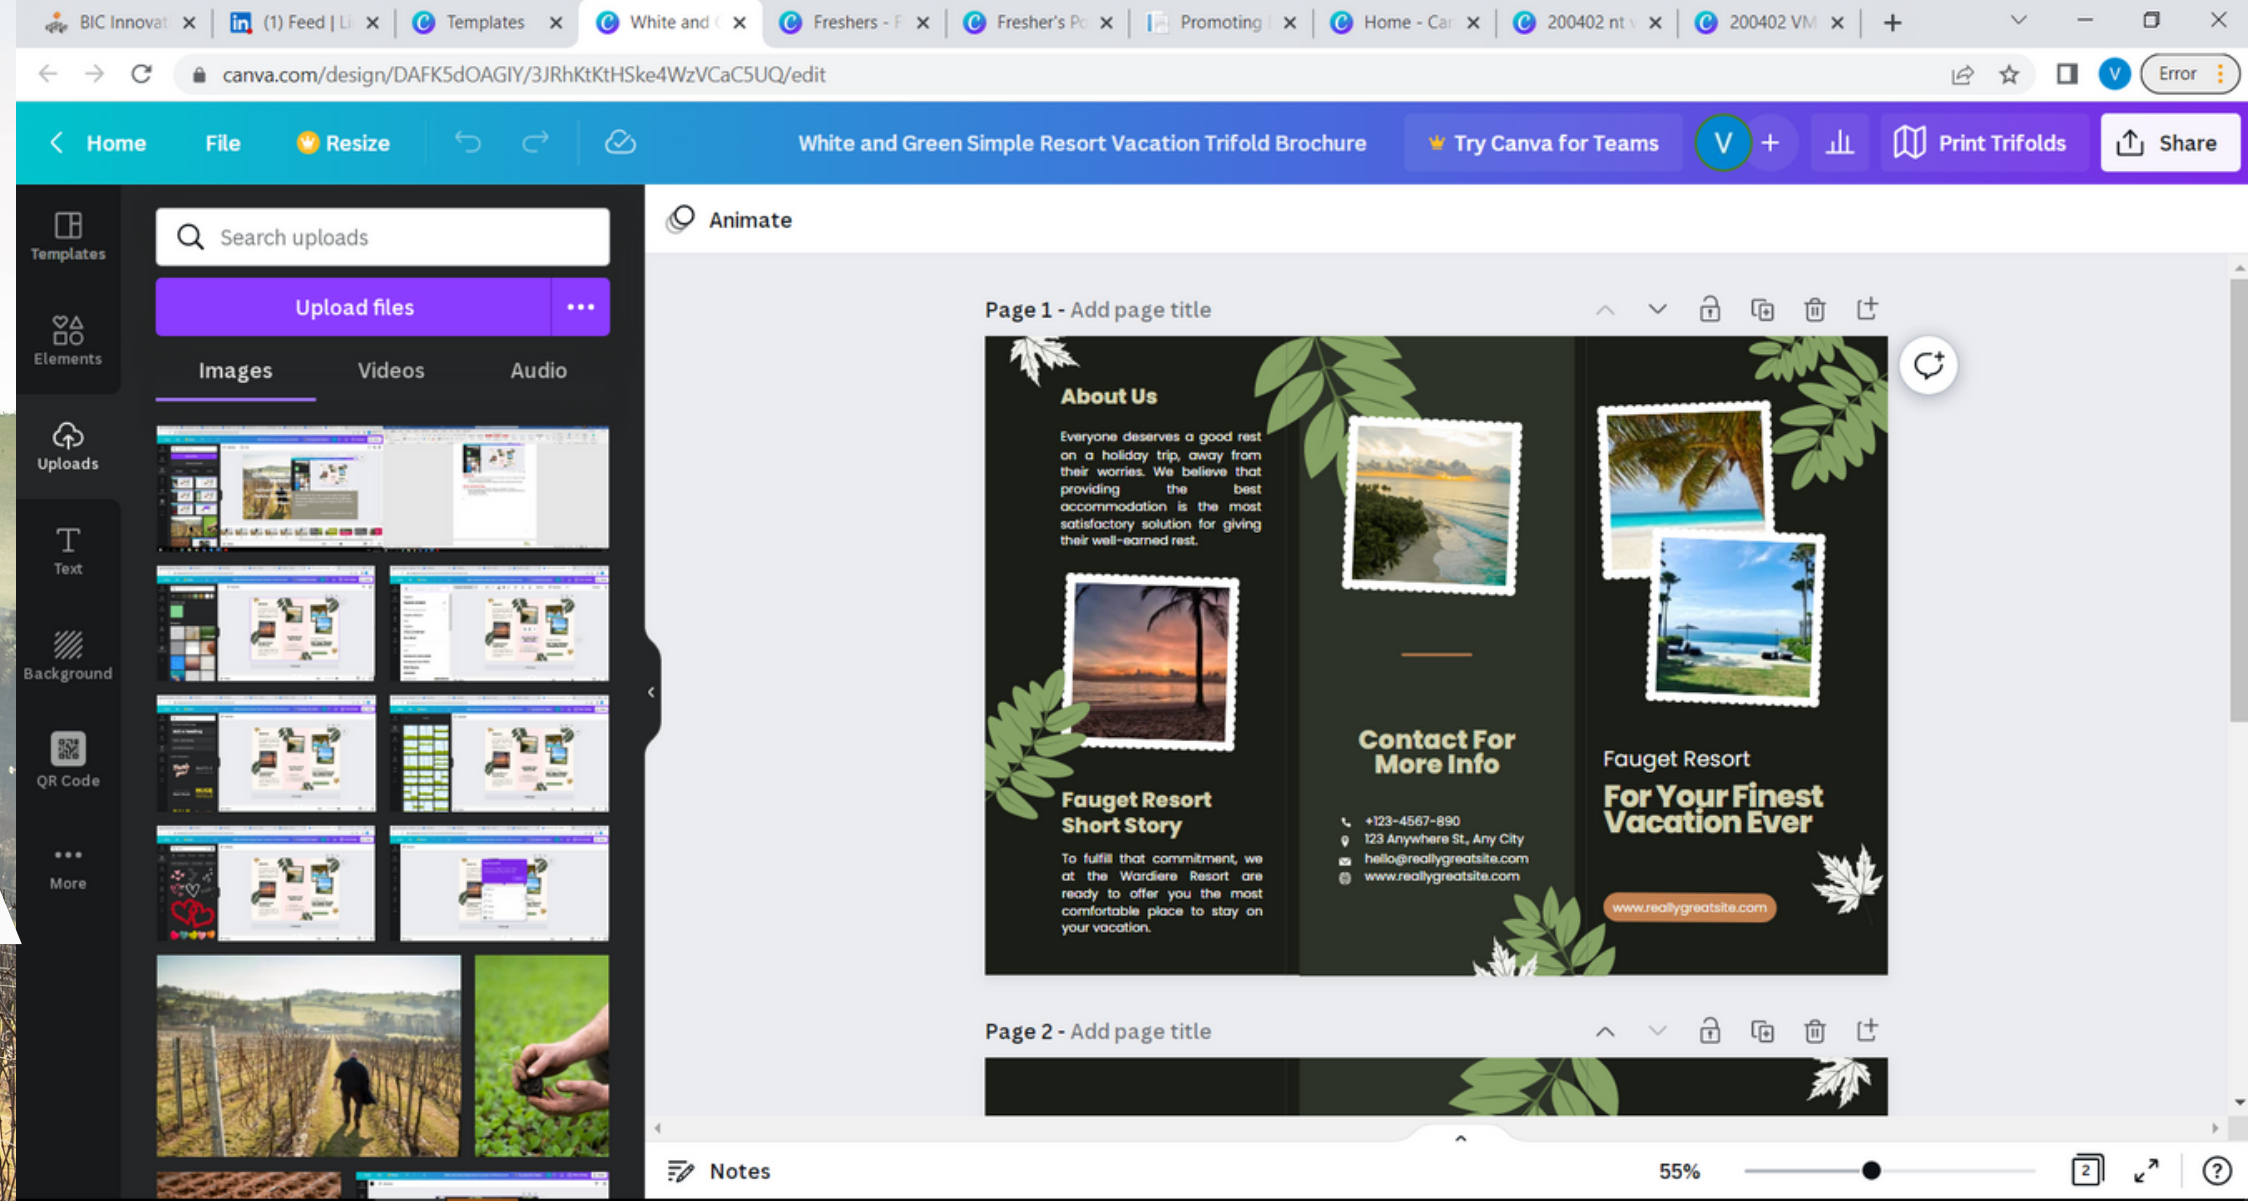 BIC Innovat
(1) Feed | Li
Templates
White and G
Freshers - F
Fresher's Po
Promoting
Home - Can
200402 nt v
200402 VM
canva.com/design/DAFK5dOAGIY/3JRhKtKtHSke4WzVCaC5UQ/edit
V
Error
Home
File
Resize
White and Green Simple Resort Vacation Trifold Brochure
Try Canva for Teams
V
+
Print Trifolds
Share
Templates
Elements
Uploads
Text
Background
QR Code
More
Search uploads
Upload files
Images
Videos
Audio
Animate
Page 1 - Add page title
About Us
Everyone deserves a good rest
on a holiday trip, away from
their worries. We believe that
providing the best
accommodation is the most
satisfactory solution for giving
their well-earned rest.
Fauget Resort
Short Story
To fulfill that commitment, we
at the Wardiere Resort are
ready to offer you the most
comfortable place to stay on
your vacation.
Contact For
More Info
+123-4567-890
123 Anywhere St., Any City
hello@reallygreatsite.com
www.reallygreatsite.com
Fauget Resort
For Your Finest
Vacation Ever
www.reallygreatsite.com
Page 2 - Add page title
Notes
55%
2
?